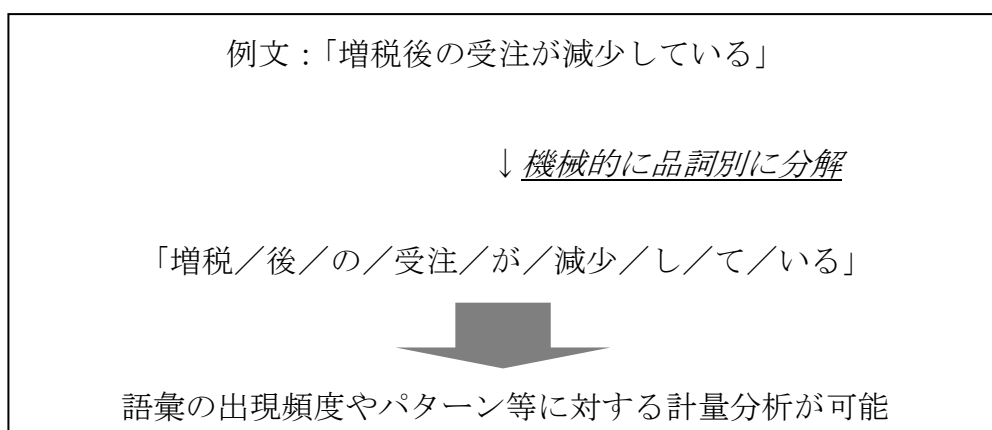 例文：「増税後の受注が減少している」
↓機械的に品詞別に分解
「増税／後／の／受注／が／減少／し／て／いる」
語彙の出現頻度やパターン等に対する計量分析が可能